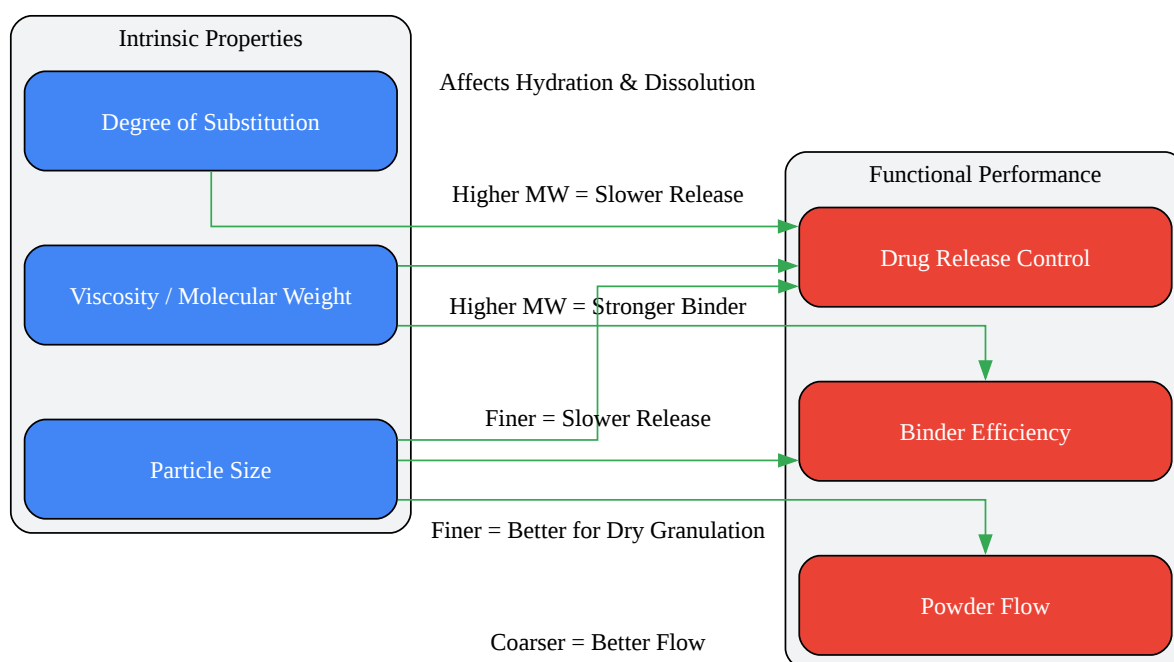 Intrinsic Properties
Degree of Substitution
Viscosity / Molecular Weight
Particle Size
Affects Hydration & Dissolution
Higher MW = Slower Release
Higher MW = Stronger Binder
Finer = Slower Release
Finer = Better for Dry Granulation
Coarser = Better Flow
Functional Performance
Drug Release Control
Binder Efficiency
Powder Flow